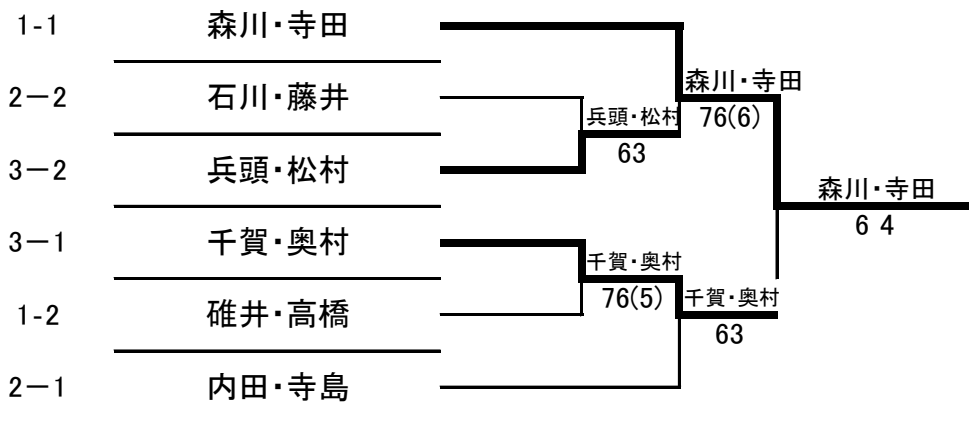 1-1 森川・寺田
森川・寺田
2－2 石川・藤井
兵頭・松村 76(6)
63
3－2 兵頭・松村
森川・寺田
6 4
3－1 千賀・奥村
千賀・奥村
76(5) 千賀・奥村
1-2 碓井・高橋
63
2－1 内田・寺島